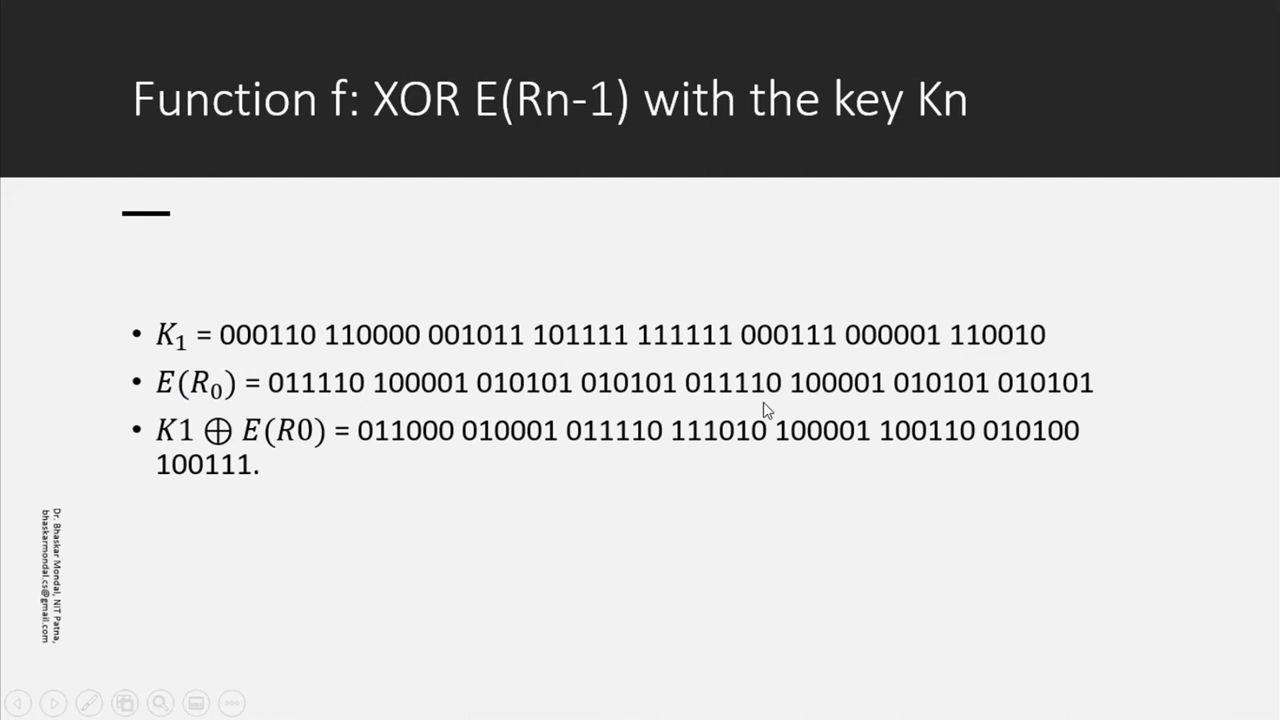 Function f: XOR E(Rn-1) with the key Kn
• K₁ = 000110 110000 001011 101111 111111 000111 000001 110010
• E(R₀) = 011110 100001 010101 010101 011110 100001 010101 010101
• K1 ⊕ E(R0) = 011000 010001 011110 111010 100001 100110 010100
100111.
Dr. Bhaskar Mondal, NIT Patna,
bhaskarmondal.cs@gmail.com